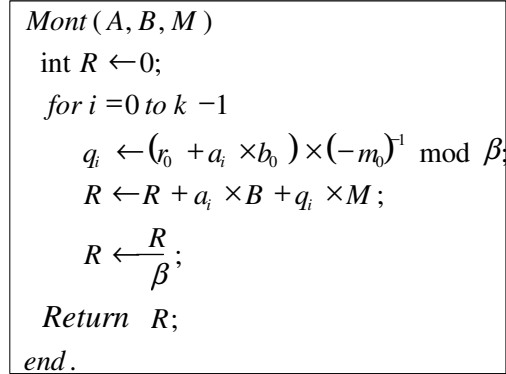 Mont(A, B, M)
int R ← 0;
for i = 0 to k − 1
q_i ← (r_0 + a_i × b_0) × (−m_0)^{-1} mod β;
R ← R + a_i × B + q_i × M;
R ← R/β;
Return R;
end.